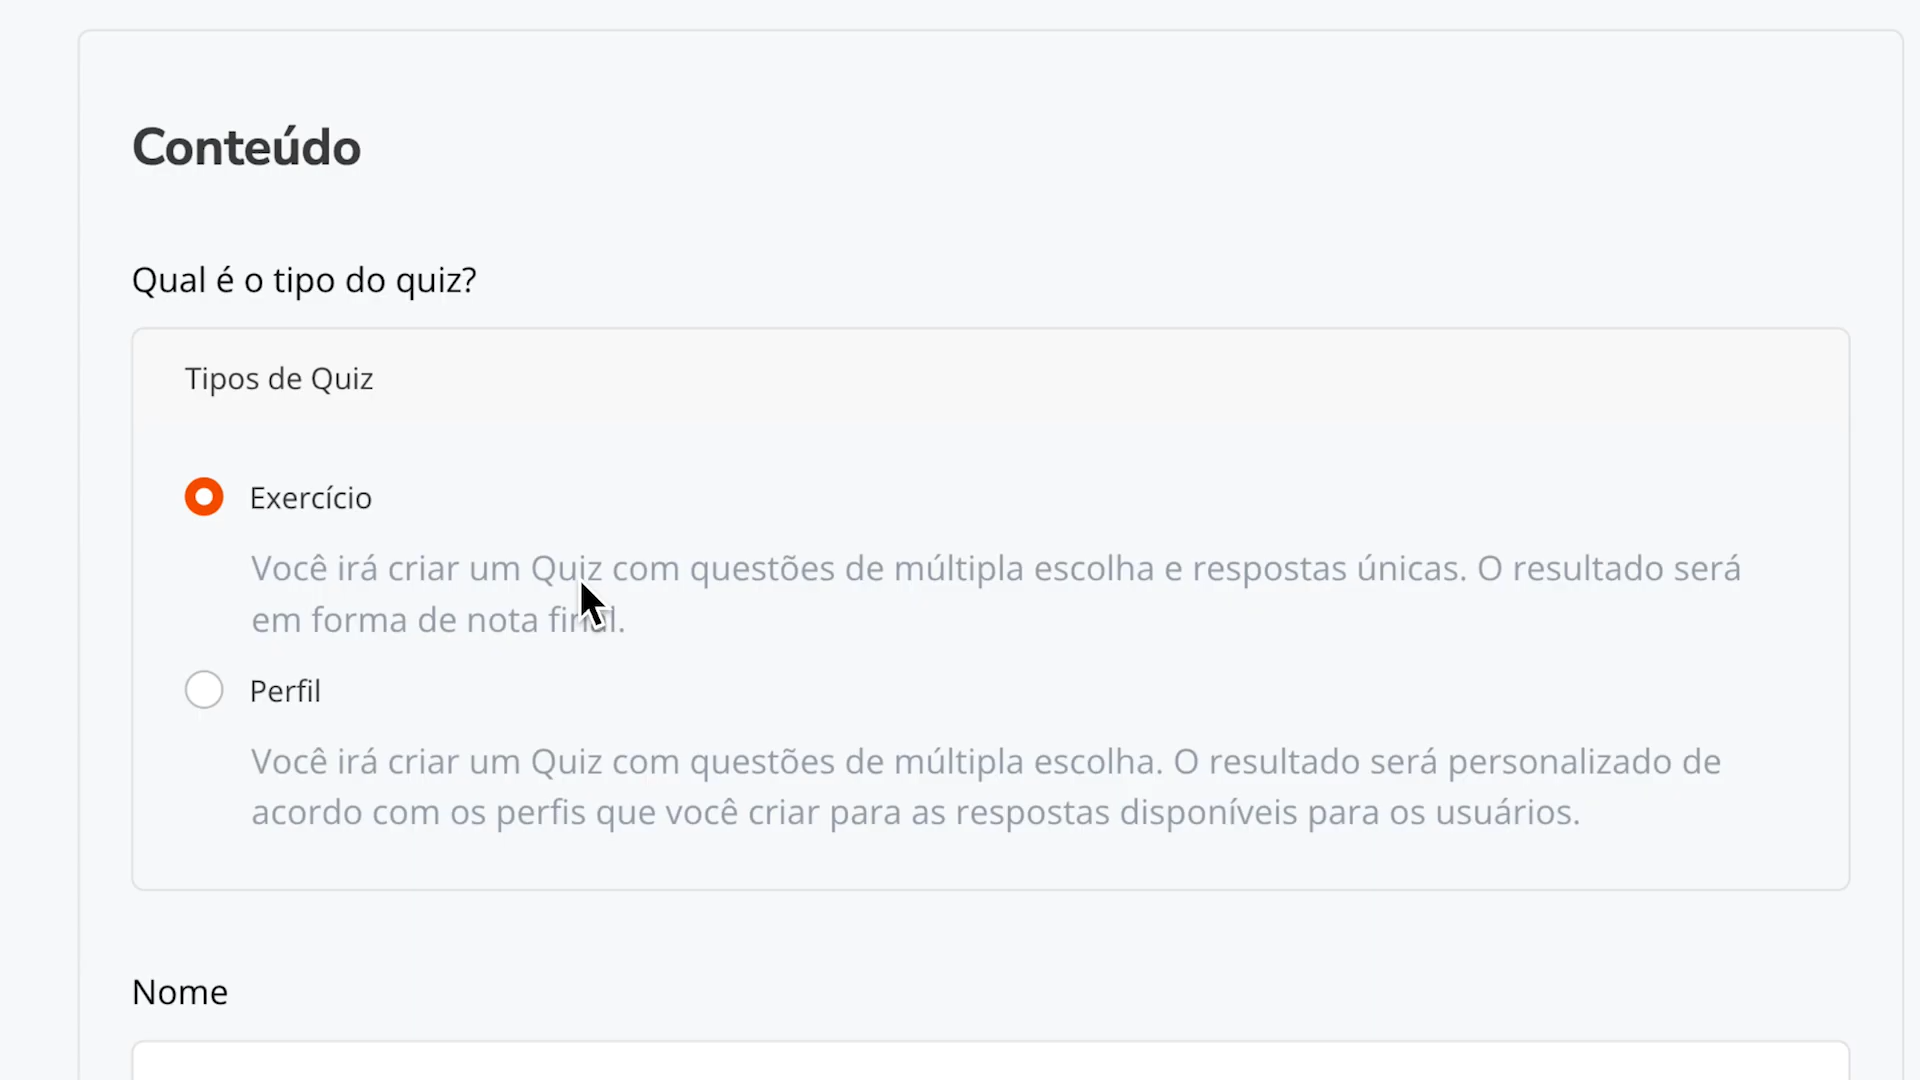 Conteúdo
Qual é o tipo do quiz?
Tipos de Quiz
Exercício
Você irá criar um Quiz com questões de múltipla escolha e respostas únicas. O resultado será
em forma de nota final.
Perfil
Você irá criar um Quiz com questões de múltipla escolha. O resultado será personalizado de
acordo com os perfis que você criar para as respostas disponíveis para os usuários.
Nome